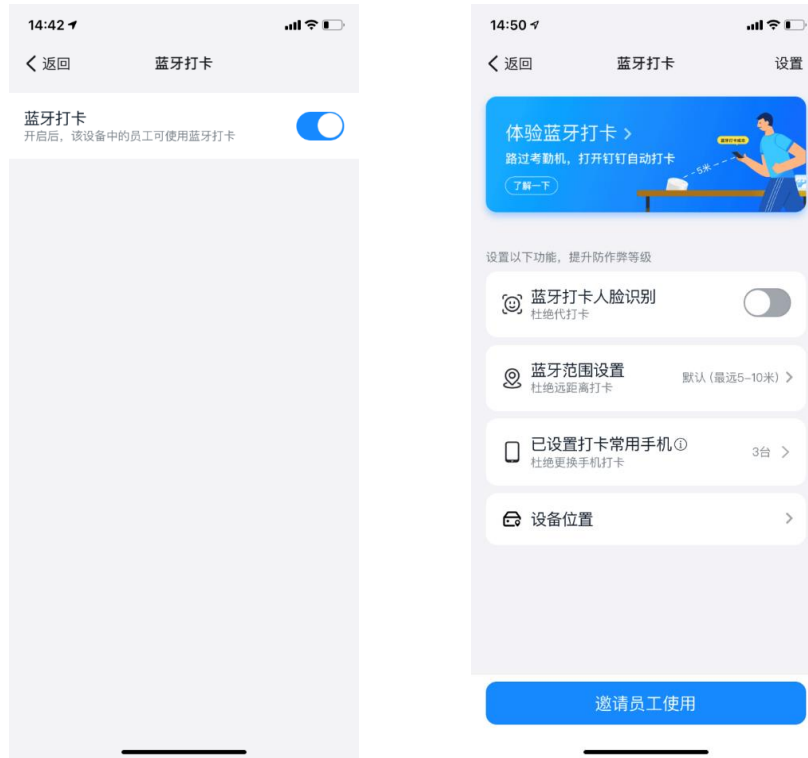 14:42
返回
蓝牙打卡
蓝牙打卡
开启后，该设备中的员工可使用蓝牙打卡
14:50
返回
蓝牙打卡
设置
体验蓝牙打卡
路过考勤机，打开钉钉自动打卡
了解一下
5米
设置以下功能，提升防作弊等级
蓝牙打卡人脸识别
杜绝代打卡
蓝牙范围设置
杜绝远距离打卡
默认 (最远5-10米)
已设置打卡常用手机
杜绝更换手机打卡
3台
设备位置
邀请员工使用